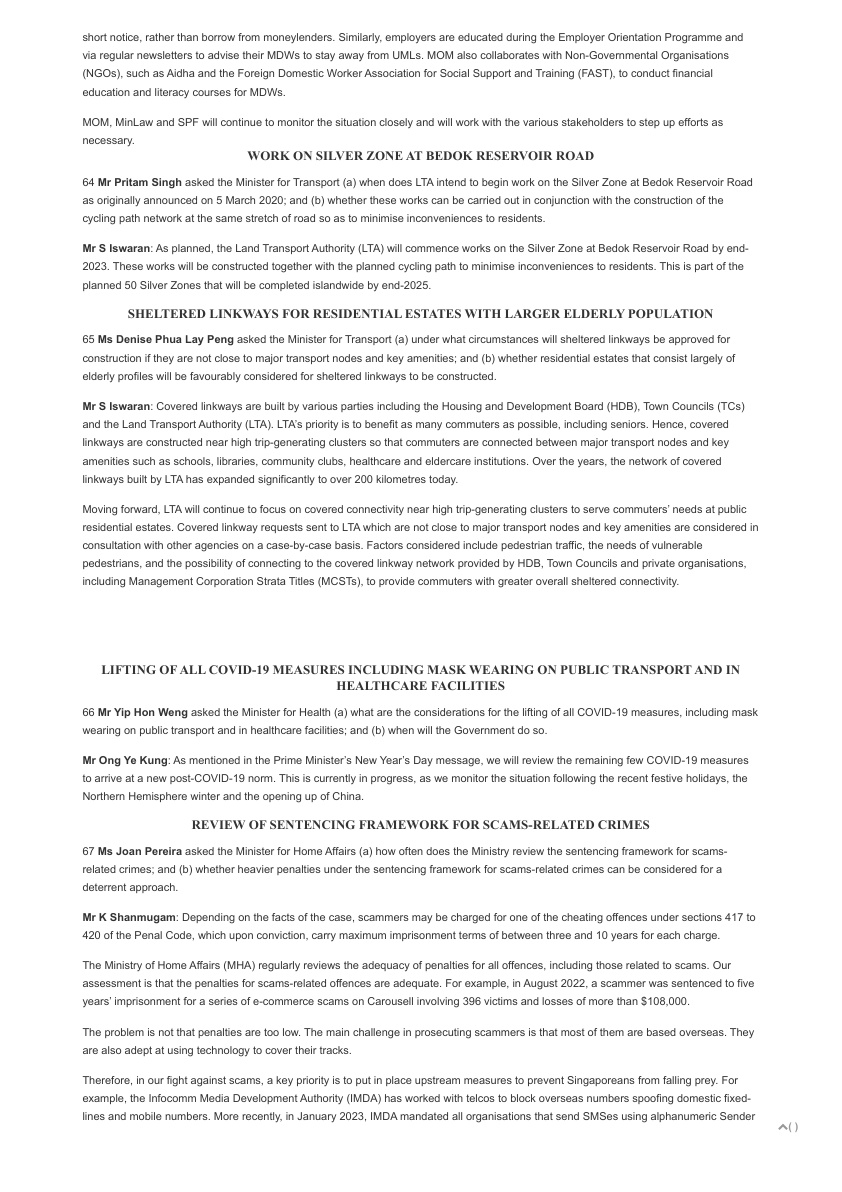 short notice, rather than borrow from moneylenders. Similarly, employers are educated during the Employer Orientation Programme and
via regular newsletters to advise their MDWs to stay away from UMLs. MOM also collaborates with Non-Governmental Organisations
(NGOs), such as Aidha and the Foreign Domestic Worker Association for Social Support and Training (FAST), to conduct financial
education and literacy courses for MDWs.
MOM, MinLaw and SPF will continue to monitor the situation closely and will work with the various stakeholders to step up efforts as
necessary.
WORK ON SILVER ZONE AT BEDOK RESERVOIR ROAD
64 Mr Pritam Singh asked the Minister for Transport (a) when does LTA intend to begin work on the Silver Zone at Bedok Reservoir Road
as originally announced on 5 March 2020; and (b) whether these works can be carried out in conjunction with the construction of the
cycling path network at the same stretch of road so as to minimise inconveniences to residents.
Mr S Iswaran: As planned, the Land Transport Authority (LTA) will commence works on the Silver Zone at Bedok Reservoir Road by end-
2023. These works will be constructed together with the planned cycling path to minimise inconveniences to residents. This is part of the
planned 50 Silver Zones that will be completed islandwide by end-2025.
SHELTERED LINKWAYS FOR RESIDENTIAL ESTATES WITH LARGER ELDERLY POPULATION
65 Ms Denise Phua Lay Peng asked the Minister for Transport (a) under what circumstances will sheltered linkways be approved for
construction if they are not close to major transport nodes and key amenities; and (b) whether residential estates that consist largely of
elderly profiles will be favourably considered for sheltered linkways to be constructed.
Mr S Iswaran: Covered linkways are built by various parties including the Housing and Development Board (HDB), Town Councils (TCs)
and the Land Transport Authority (LTA). LTA's priority is to benefit as many commuters as possible, including seniors. Hence, covered
linkways are constructed near high trip-generating clusters so that commuters are connected between major transport nodes and key
amenities such as schools, libraries, community clubs, healthcare and eldercare institutions. Over the years, the network of covered
linkways built by LTA has expanded significantly to over 200 kilometres today.
Moving forward, LTA will continue to focus on covered connectivity near high trip-generating clusters to serve commuters' needs at public
residential estates. Covered linkway requests sent to LTA which are not close to major transport nodes and key amenities are considered in
consultation with other agencies on a case-by-case basis. Factors considered include pedestrian traffic, the needs of vulnerable
pedestrians, and the possibility of connecting to the covered linkway network provided by HDB, Town Councils and private organisations,
including Management Corporation Strata Titles (MCSTs), to provide commuters with greater overall sheltered connectivity.
LIFTING OF ALL COVID-19 MEASURES INCLUDING MASK WEARING ON PUBLIC TRANSPORT AND IN
HEALTHCARE FACILITIES
66 Mr Yip Hon Weng asked the Minister for Health (a) what are the considerations for the lifting of all COVID-19 measures, including mask
wearing on public transport and in healthcare facilities; and (b) when will the Government do so.
Mr Ong Ye Kung: As mentioned in the Prime Minister's New Year's Day message, we will review the remaining few COVID-19 measures
to arrive at a new post-COVID-19 norm. This is currently in progress, as we monitor the situation following the recent festive holidays, the
Northern Hemisphere winter and the opening up of China.
REVIEW OF SENTENCING FRAMEWORK FOR SCAMS-RELATED CRIMES
67 Ms Joan Pereira asked the Minister for Home Affairs (a) how often does the Ministry review the sentencing framework for scams-
related crimes; and (b) whether heavier penalties under the sentencing framework for scams-related crimes can be considered for a
deterrent approach.
Mr K Shanmugam: Depending on the facts of the case, scammers may be charged for one of the cheating offences under sections 417 to
420 of the Penal Code, which upon conviction, carry maximum imprisonment terms of between three and 10 years for each charge.
The Ministry of Home Affairs (MHA) regularly reviews the adequacy of penalties for all offences, including those related to scams. Our
assessment is that the penalties for scams-related offences are adequate. For example, in August 2022, a scammer was sentenced to five
years' imprisonment for a series of e-commerce scams on Carousell involving 396 victims and losses of more than $108,000.
The problem is not that penalties are too low. The main challenge in prosecuting scammers is that most of them are based overseas. They
are also adept at using technology to cover their tracks.
Therefore, in our fight against scams, a key priority is to put in place upstream measures to prevent Singaporeans from falling prey. For
example, the Infocomm Media Development Authority (IMDA) has worked with telcos to block overseas numbers spoofing domestic fixed-
lines and mobile numbers. More recently, in January 2023, IMDA mandated all organisations that send SMSes using alphanumeric Sender
( )